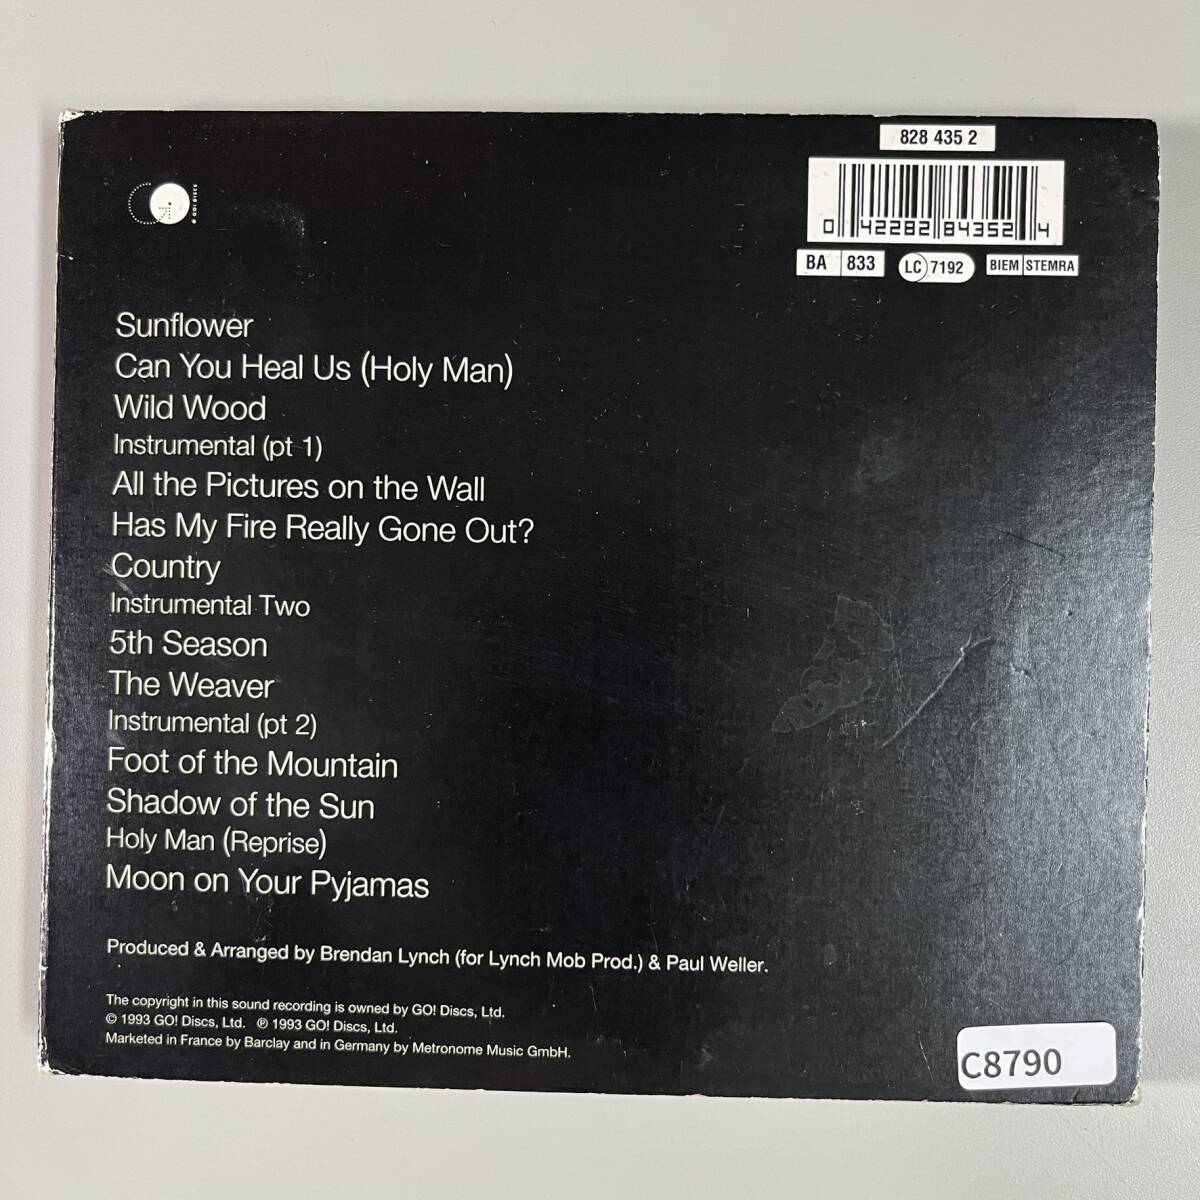 GO! DISCS
828 435 2
0 42282 84352 4
BA 833
LC 7192
BIEM STEMRA
Sunflower
Can You Heal Us (Holy Man)
Wild Wood
Instrumental (pt 1)
All the Pictures on the Wall
Has My Fire Really Gone Out?
Country
Instrumental Two
5th Season
The Weaver
Instrumental (pt 2)
Foot of the Mountain
Shadow of the Sun
Holy Man (Reprise)
Moon on Your Pyjamas
Produced & Arranged by Brendan Lynch (for Lynch Mob Prod.) & Paul Weller.
The copyright in this sound recording is owned by GO! Discs, Ltd.
© 1993 GO! Discs, Ltd. ℗ 1993 GO! Discs, Ltd.
Marketed in France by Barclay and in Germany by Metronome Music GmbH.
C8790